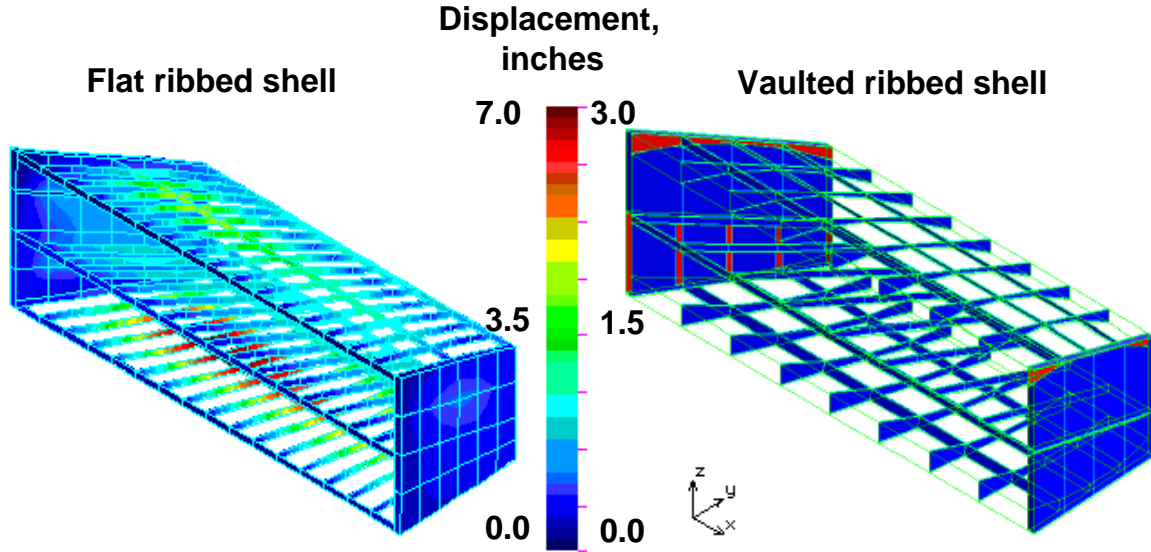 Displacement,
inches
Flat ribbed shell
Vaulted ribbed shell
7.0
3.0
3.5
1.5
0.0
0.0
z
y
x